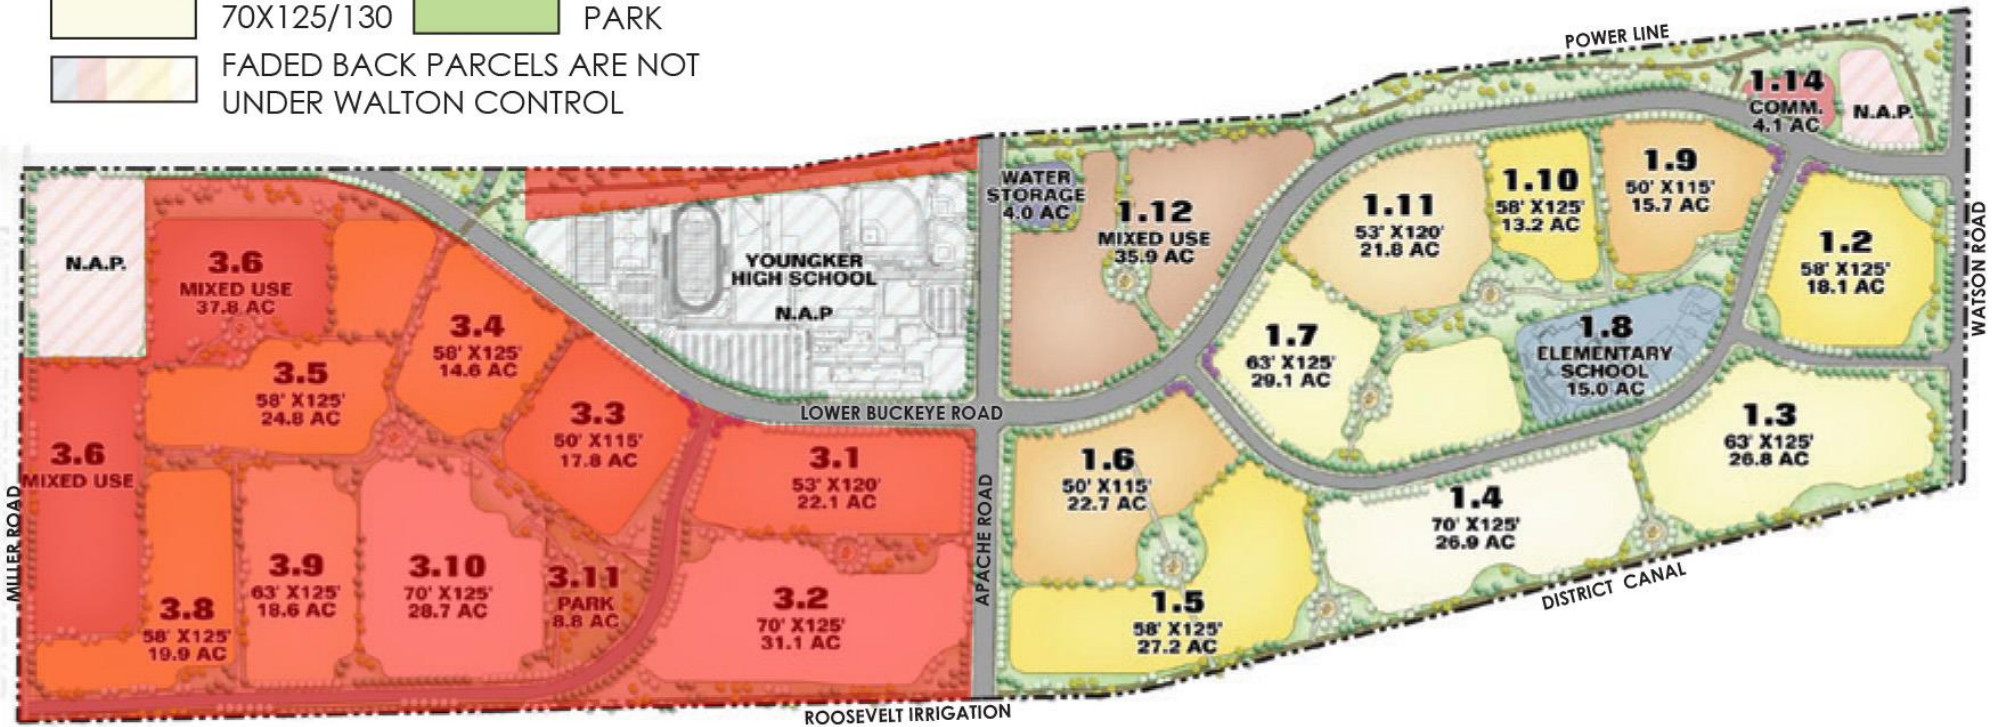 70X125/130
PARK
FADED BACK PARCELS ARE NOT
UNDER WALTON CONTROL
POWER LINE
1.14
COMM.
4.1 AC
N.A.P.
WATER
STORAGE
4.0 AC
1.12
MIXED USE
35.9 AC
1.11
53' X120'
21.8 AC
1.10
58' X125'
13.2 AC
1.9
50' X115'
15.7 AC
1.2
58' X125'
18.1 AC
WATSON ROAD
N.A.P.
3.6
MIXED USE
37.8 AC
YOUNGKER
HIGH SCHOOL
N.A.P
3.4
58' X125'
14.6 AC
3.5
58' X125'
24.8 AC
3.3
50' X115'
17.8 AC
LOWER BUCKEYE ROAD
1.7
63' X125'
29.1 AC
1.8
ELEMENTARY
SCHOOL
15.0 AC
1.3
63' X125'
26.8 AC
3.6
MIXED USE
MILLER ROAD
3.1
53' X120'
22.1 AC
APACHE ROAD
1.6
50' X115'
22.7 AC
1.4
70' X125'
26.9 AC
3.8
58' X125'
19.9 AC
3.9
63' X125'
18.6 AC
3.10
70' X125'
28.7 AC
3.11
PARK
8.8 AC
3.2
70' X125'
31.1 AC
1.5
58' X125'
27.2 AC
DISTRICT CANAL
ROOSEVELT IRRIGATION